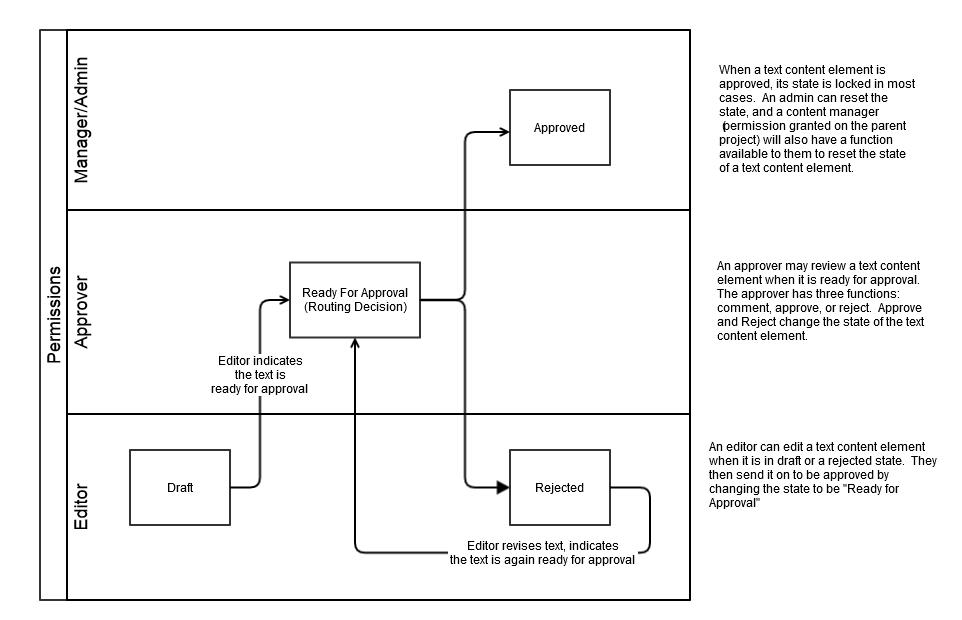 Permissions
Manager/Admin
Approved
When a text content element is
approved, its state is locked in most
cases. An admin can reset the
state, and a content manager
(permission granted on the parent
project) will also have a function
available to them to reset the state
of a text content element.
Approver
Ready For Approval
(Routing Decision)
Editor indicates
the text is
ready for approval
An approver may review a text content
element when it is ready for approval.
The approver has three functions:
comment, approve, or reject. Approve
and Reject change the state of the text
content element.
Editor
Draft
Rejected
Editor revises text, indicates
the text is again ready for approval
An editor can edit a text content element
when it is in draft or a rejected state. They
then send it on to be approved by
changing the state to be "Ready for
Approval"